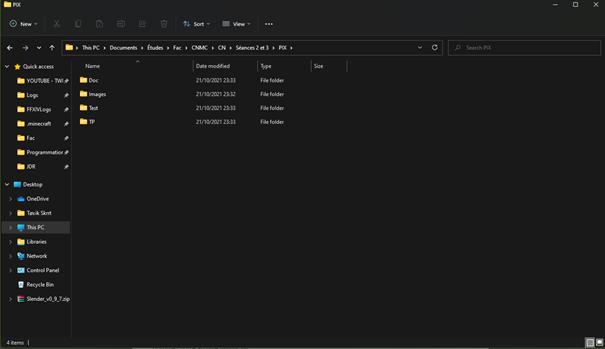 PIX
New Sort View
This PC > Documents > Études > Fac > CNMC > CN > Séances 2 et 3 > PIX >
Search PIX
Quick access
YOUTUBE - TWI
Logs
FFXIVLogs
.minecraft
Fac
Programmation
JDR
Desktop
OneDrive
Tavik Sknt
This PC
Libraries
Network
Control Panel
Recycle Bin
Slender_v0_9_7.zip
Name Date modified Type Size
Doc 21/10/2021 23:33 File folder
Images 21/10/2021 23:32 File folder
Test 21/10/2021 23:33 File folder
TP 21/10/2021 23:33 File folder
4 items